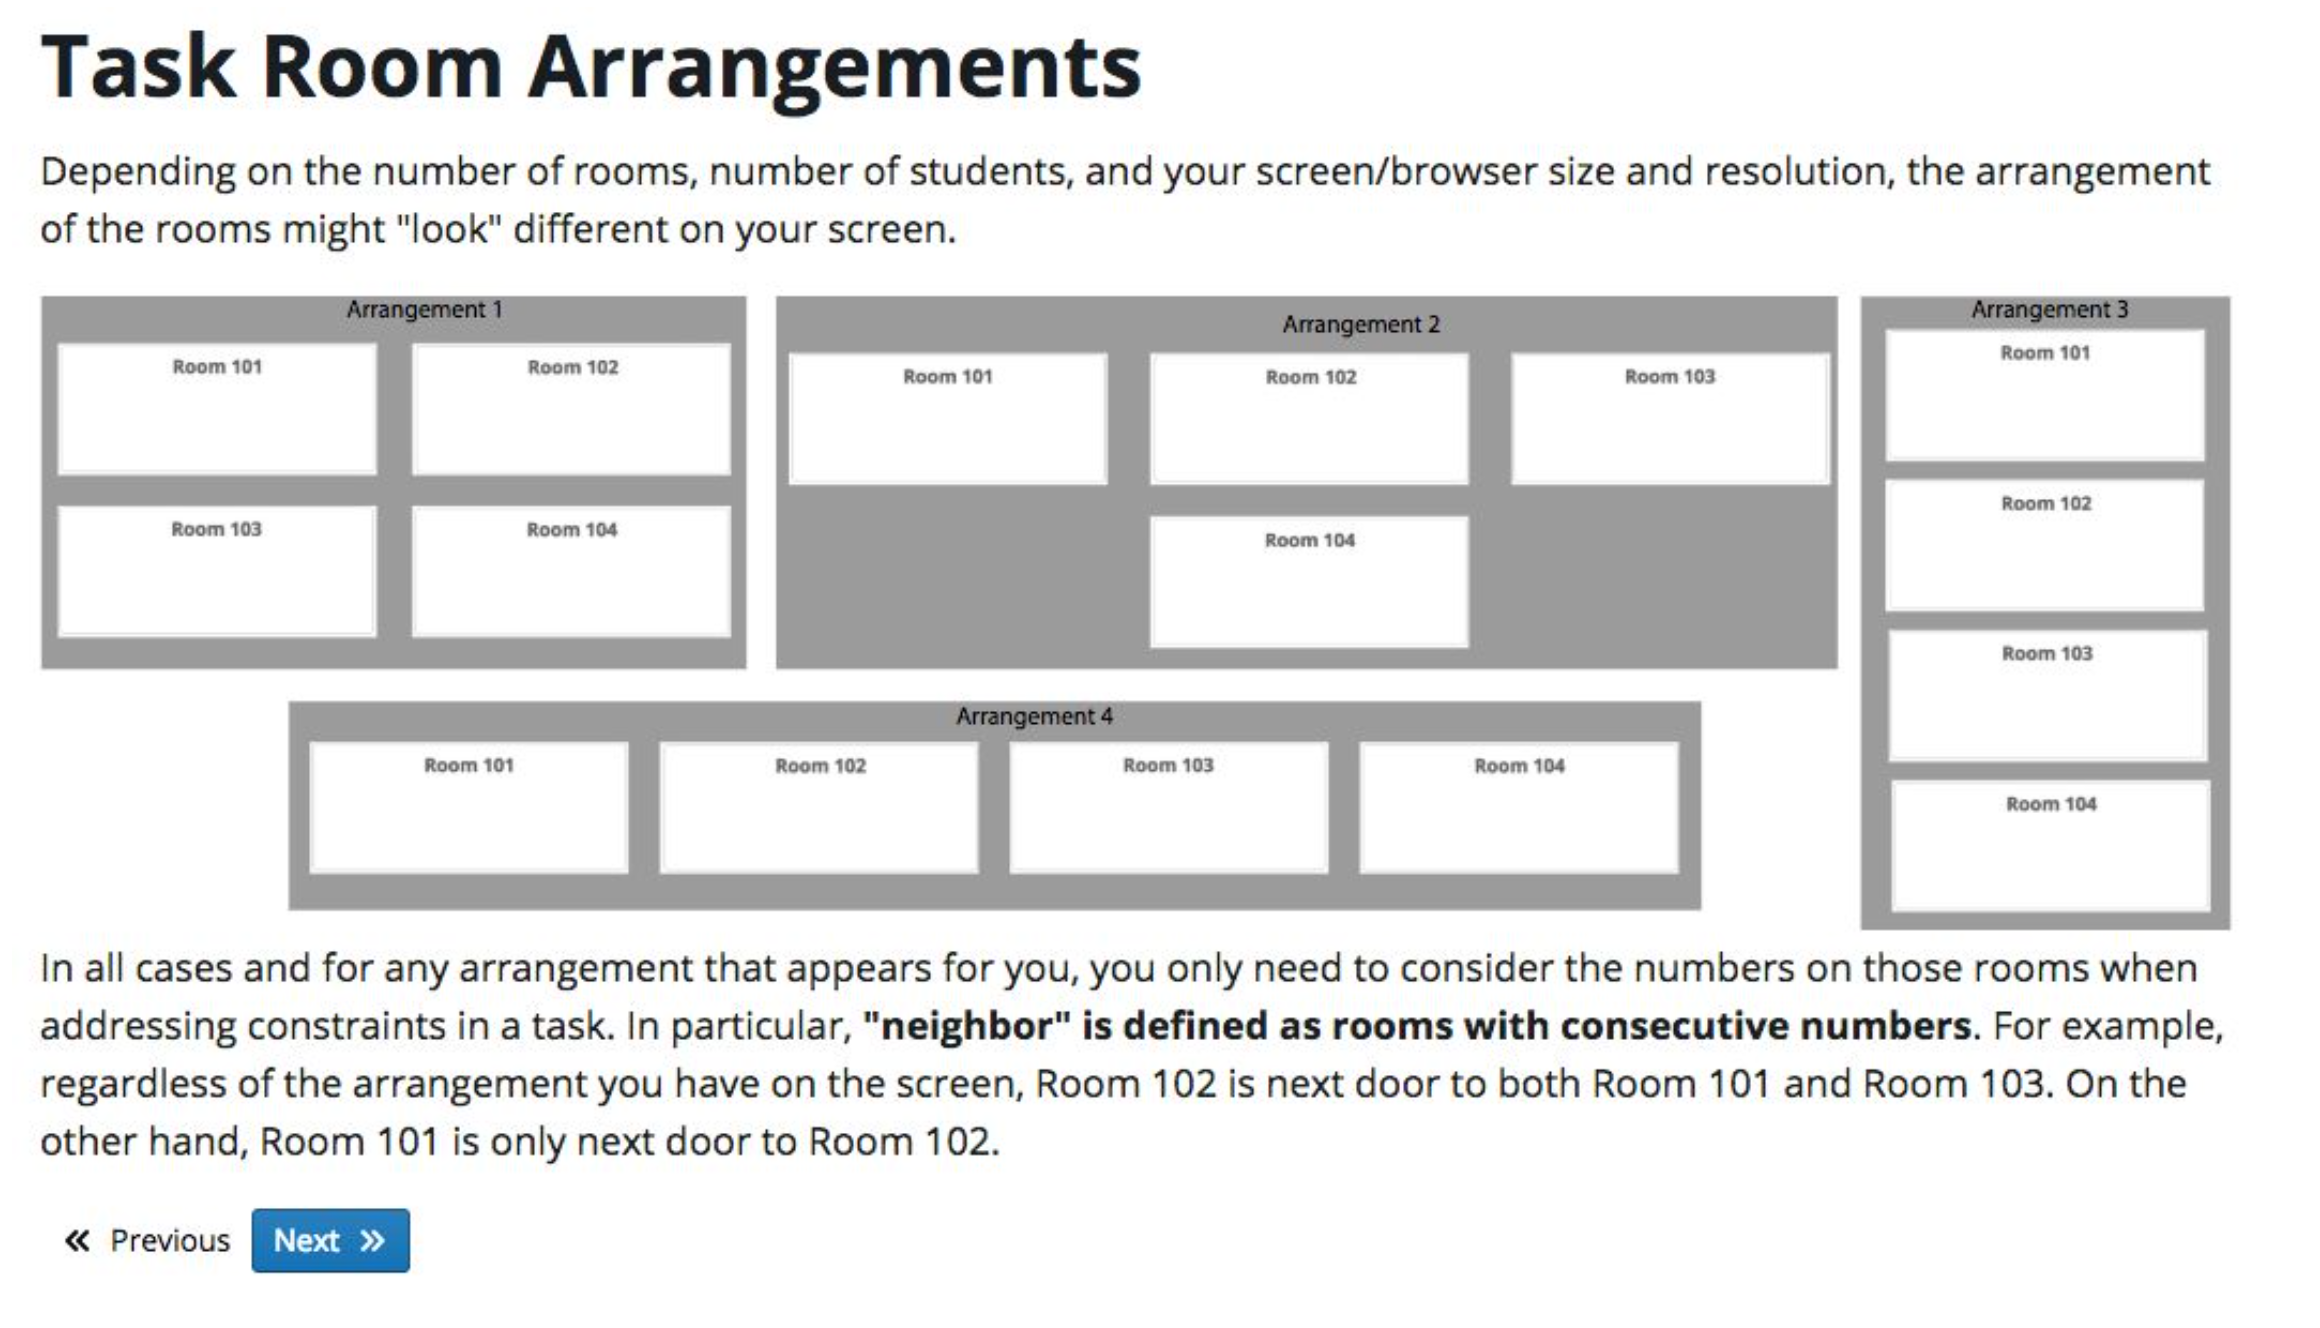 Task Room Arrangements
Depending on the number of rooms, number of students, and your screen/browser size and resolution, the arrangement
of the rooms might "look" different on your screen.
Arrangement 1
Room 101
Room 102
Room 103
Room 104
Arrangement 2
Room 101
Room 102
Room 103
Room 104
Arrangement 3
Room 101
Room 102
Room 103
Room 104
Arrangement 4
Room 101
Room 102
Room 103
Room 104
In all cases and for any arrangement that appears for you, you only need to consider the numbers on those rooms when
addressing constraints in a task. In particular, "neighbor" is defined as rooms with consecutive numbers. For example,
regardless of the arrangement you have on the screen, Room 102 is next door to both Room 101 and Room 103. On the
other hand, Room 101 is only next door to Room 102.
« Previous
Next »